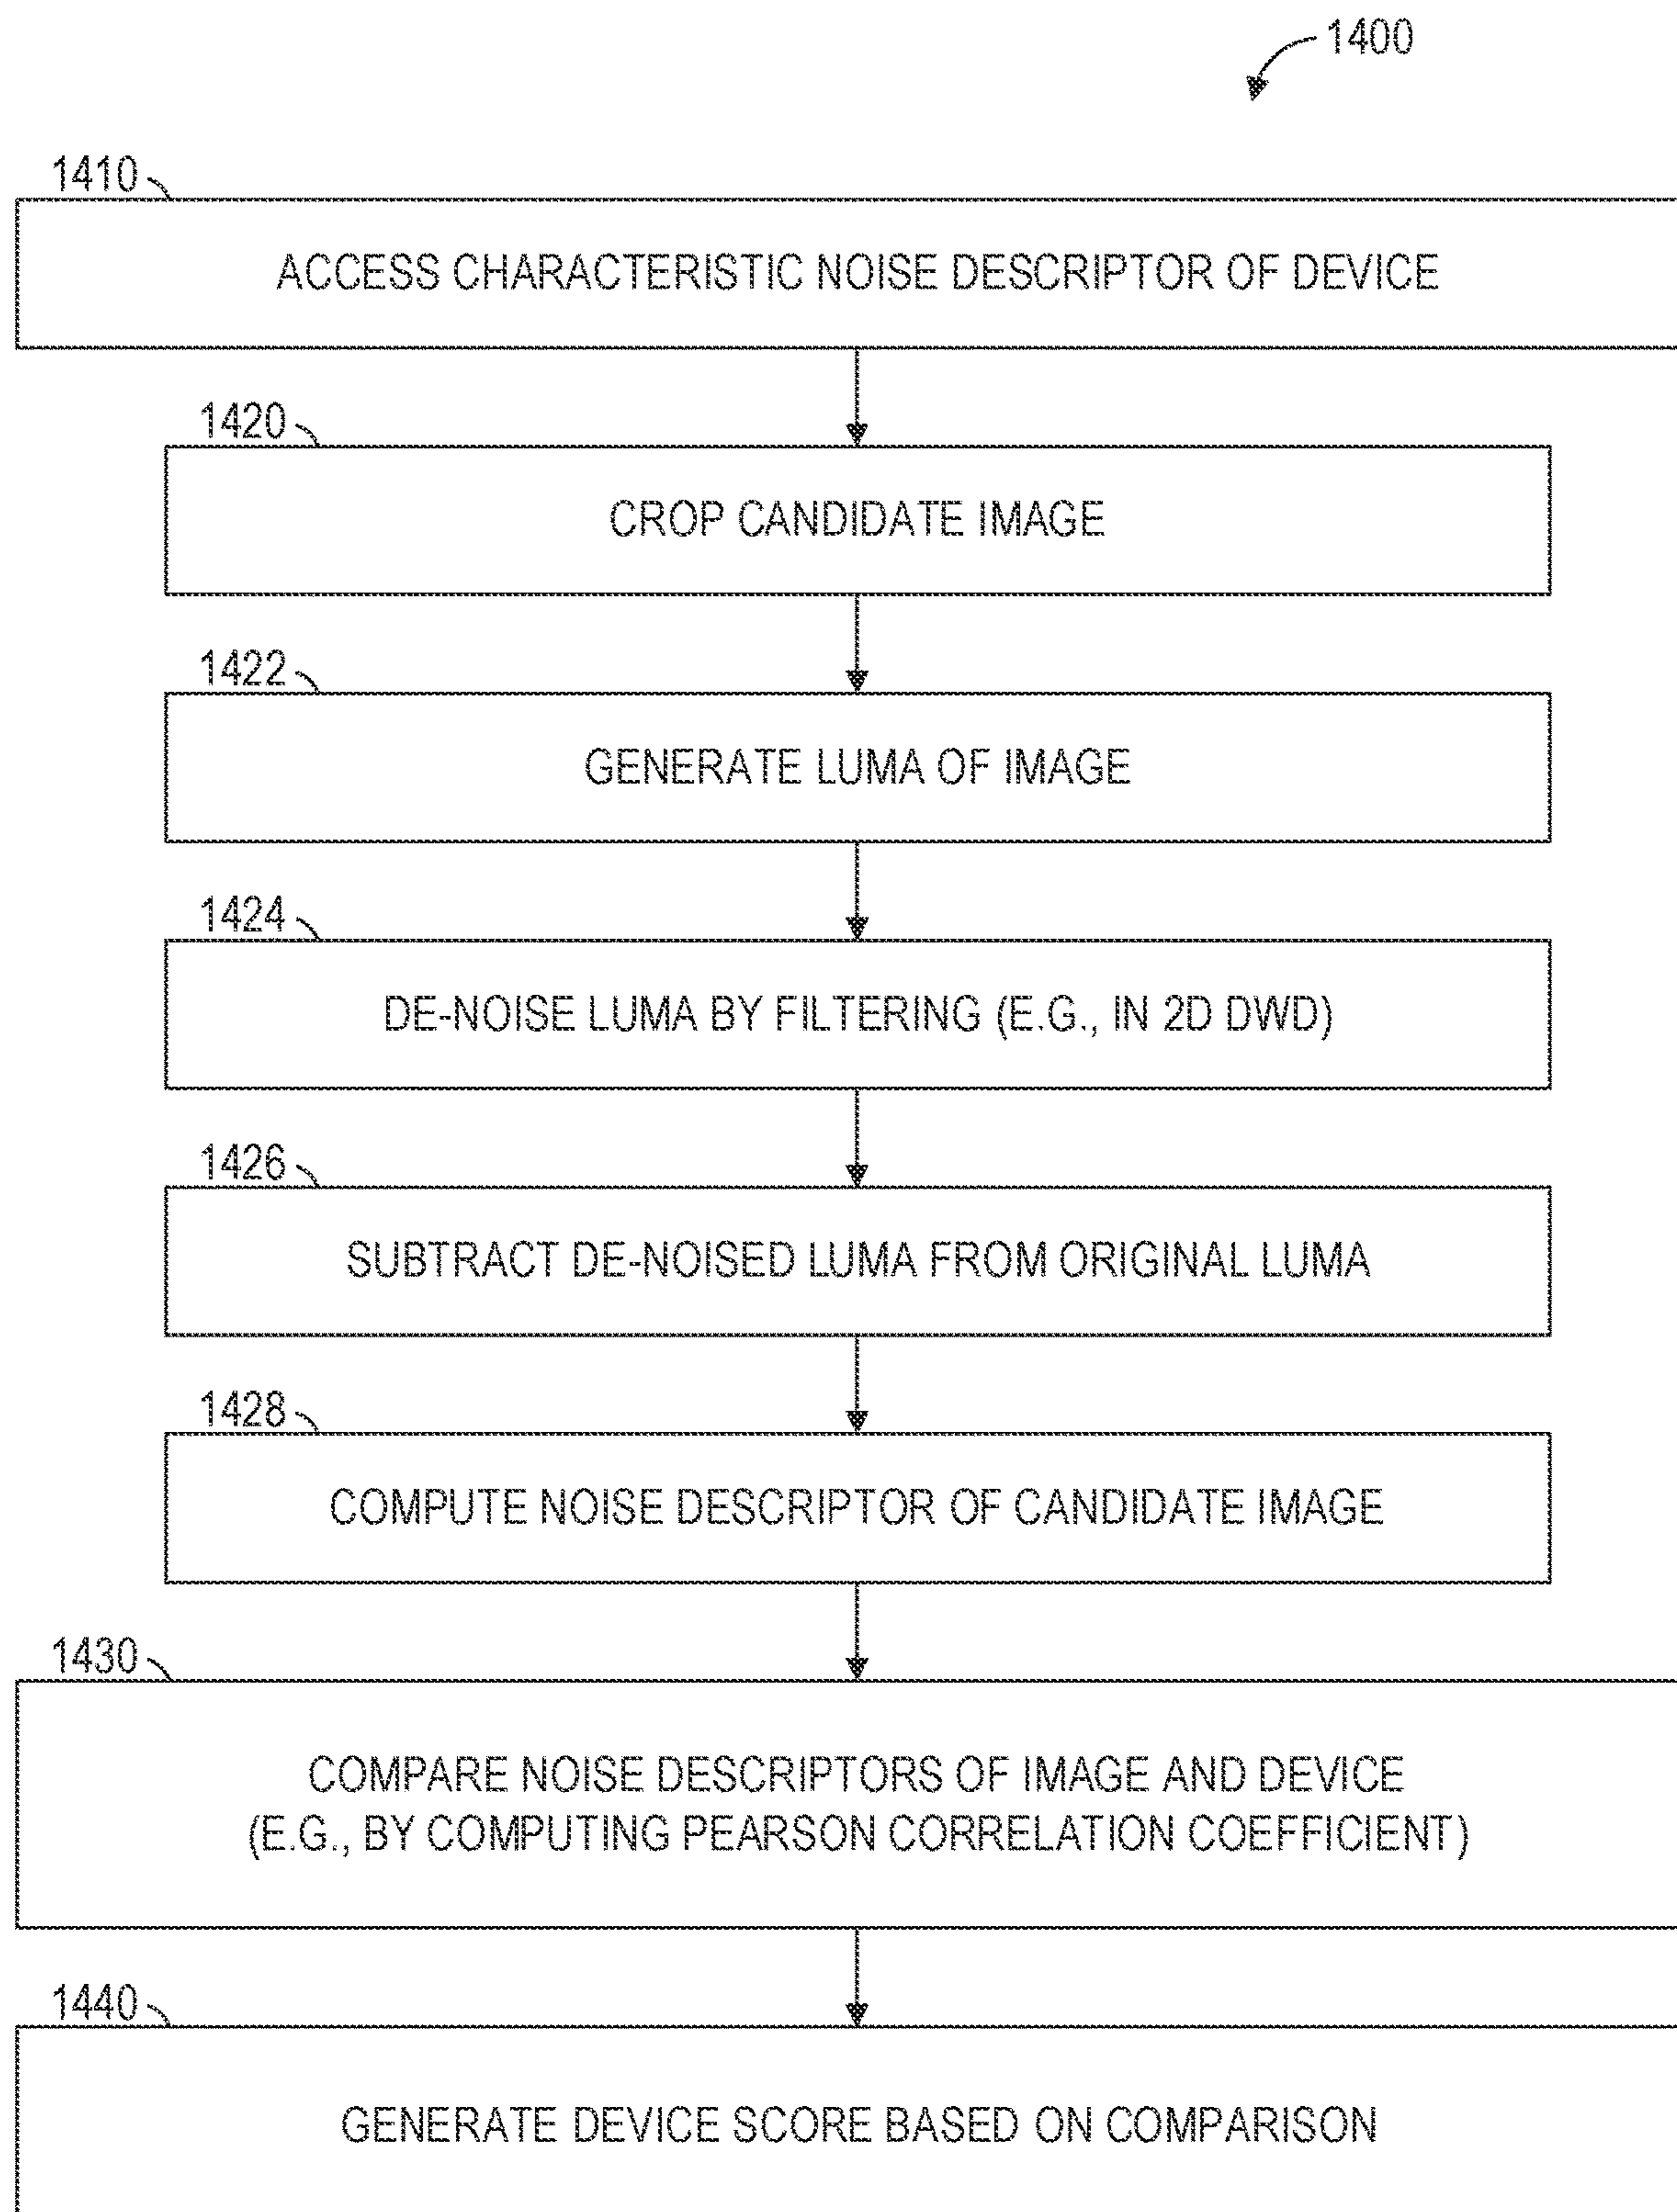 1400
1410
ACCESS CHARACTERISTIC NOISE DESCRIPTOR OF DEVICE
1420
CROP CANDIDATE IMAGE
1422
GENERATE LUMA OF IMAGE
1424
DE-NOISE LUMA BY FILTERING (E.G., IN 2D DWD)
1426
SUBTRACT DE-NOISED LUMA FROM ORIGINAL LUMA
1428
COMPUTE NOISE DESCRIPTOR OF CANDIDATE IMAGE
1430
COMPARE NOISE DESCRIPTORS OF IMAGE AND DEVICE
(E.G., BY COMPUTING PEARSON CORRELATION COEFFICIENT)
1440
GENERATE DEVICE SCORE BASED ON COMPARISON